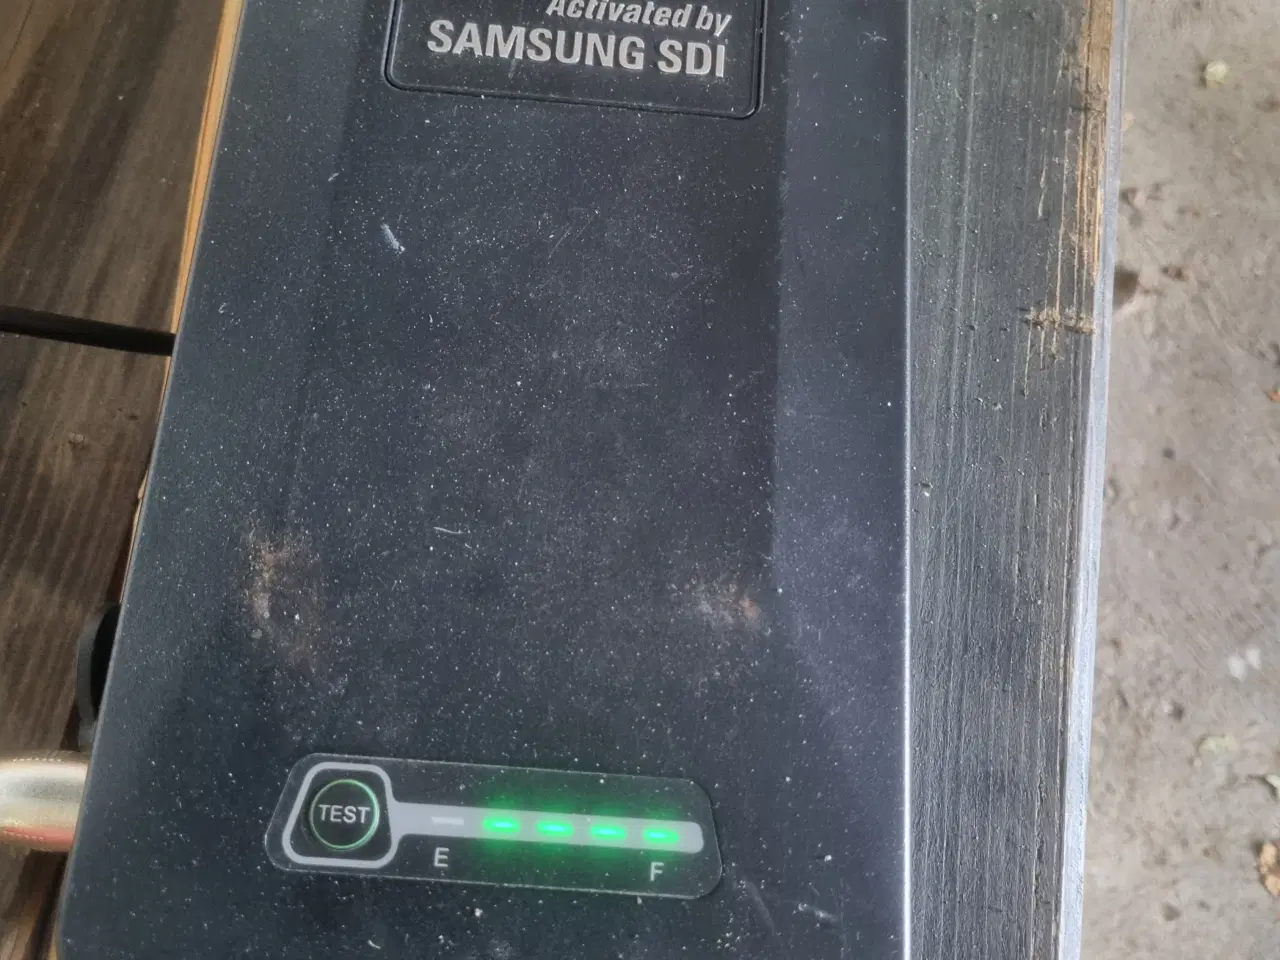 Activated by
SAMSUNG SDI
TEST
E
F